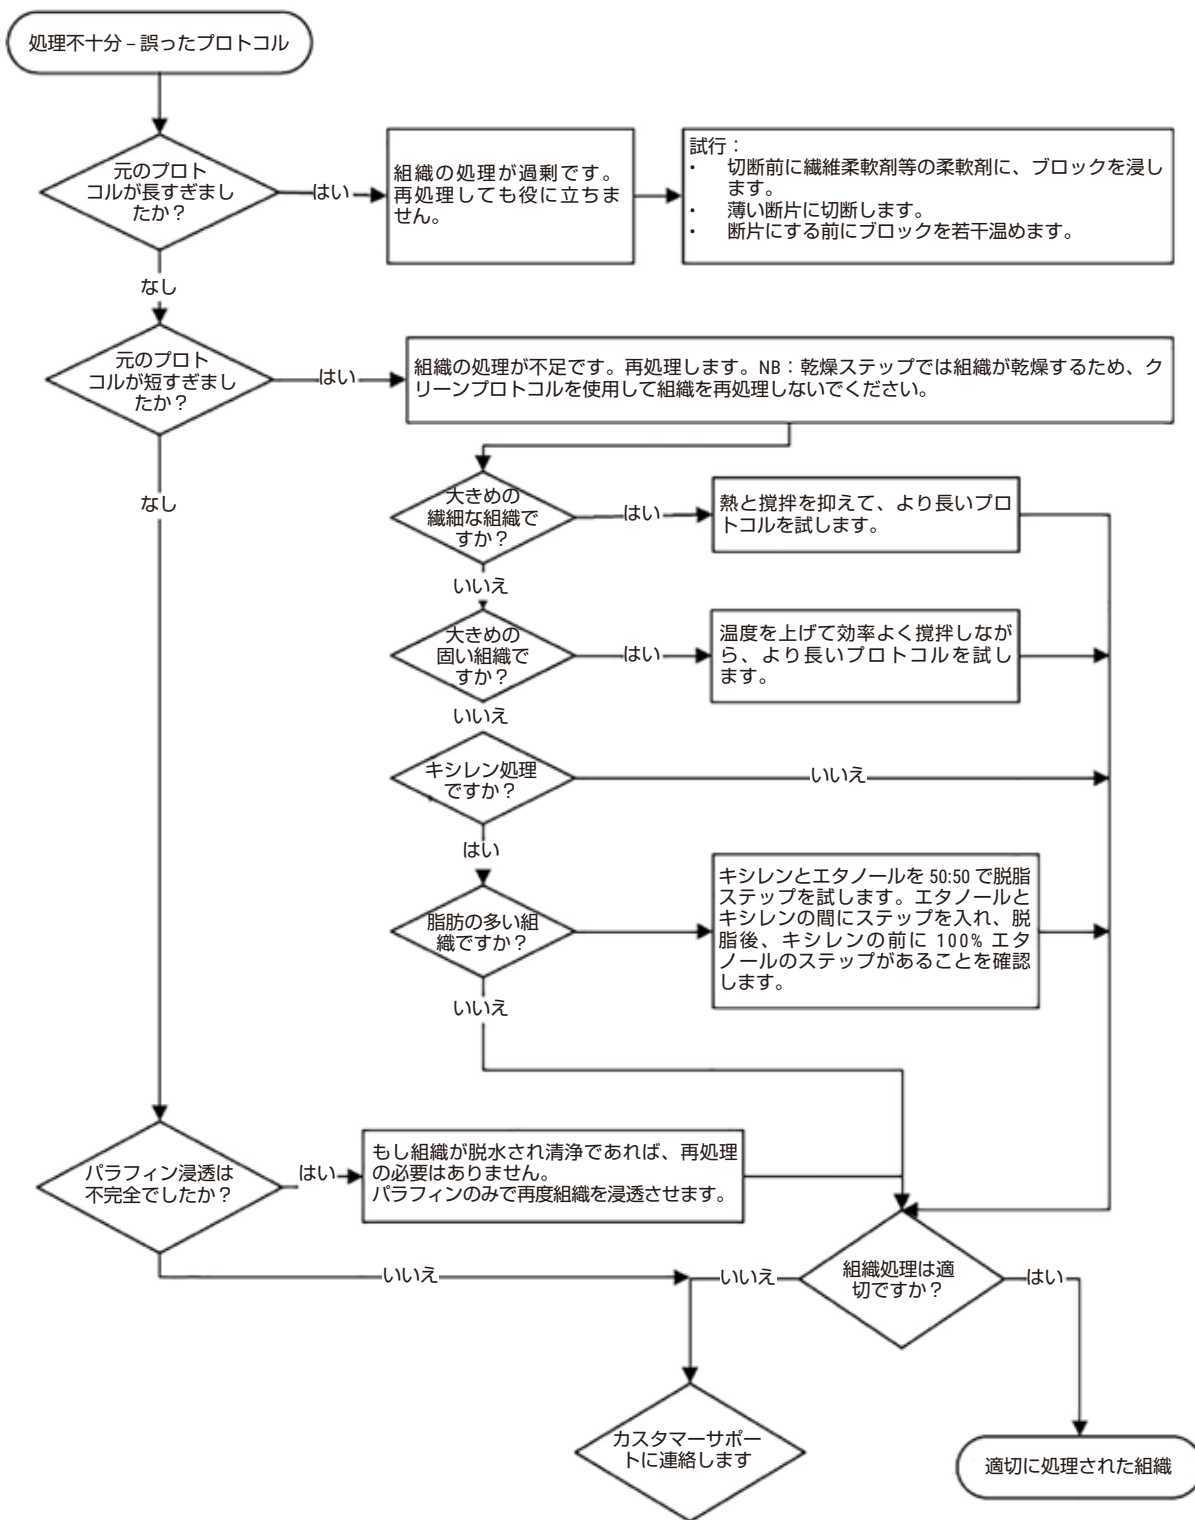 処理不十分 – 誤ったプロトコル
元のプロト
コルが長すぎまし
たか？
はい
組織の処理が過剰です。
再処理しても役に立ちま
せん。
試行：
・ 切断前に繊維柔軟剤等の柔軟剤に、ブロックを浸し
ます。
・ 薄い断片に切断します。
・ 断片にする前にブロックを若干温めます。
なし
元のプロト
コルが短すぎまし
たか？
はい
組織の処理が不足です。再処理します。NB：乾燥ステップでは組織が乾燥するため、ク
リーンプロトコルを使用して組織を再処理しないでください。
なし
大きめの
繊細な組織で
すか？
はい
熱と撹拌を抑えて、より長いプロ
トコルを試します。
いいえ
大きめの
固い組織で
すか？
はい
温度を上げて効率よく撹拌しなが
ら、より長いプロトコルを試し
ます。
いいえ
キシレン処理
ですか？
いいえ
はい
脂肪の多い組
織ですか？
キシレンとエタノールを 50:50 で脱脂
ステップを試します。エタノールと
キシレンの間にステップを入れ、脱
脂後、キシレンの前に 100% エタ
ノールのステップがあることを確認
します。
いいえ
パラフィン浸透は
不完全でしたか？
はい
もし組織が脱水され清浄であれば、再処理
の必要はありません。
パラフィンのみで再度組織を浸透させます。
いいえ
いいえ
組織処理は適
切ですか？
はい
カスタマーサポー
トに連絡します
適切に処理された組織